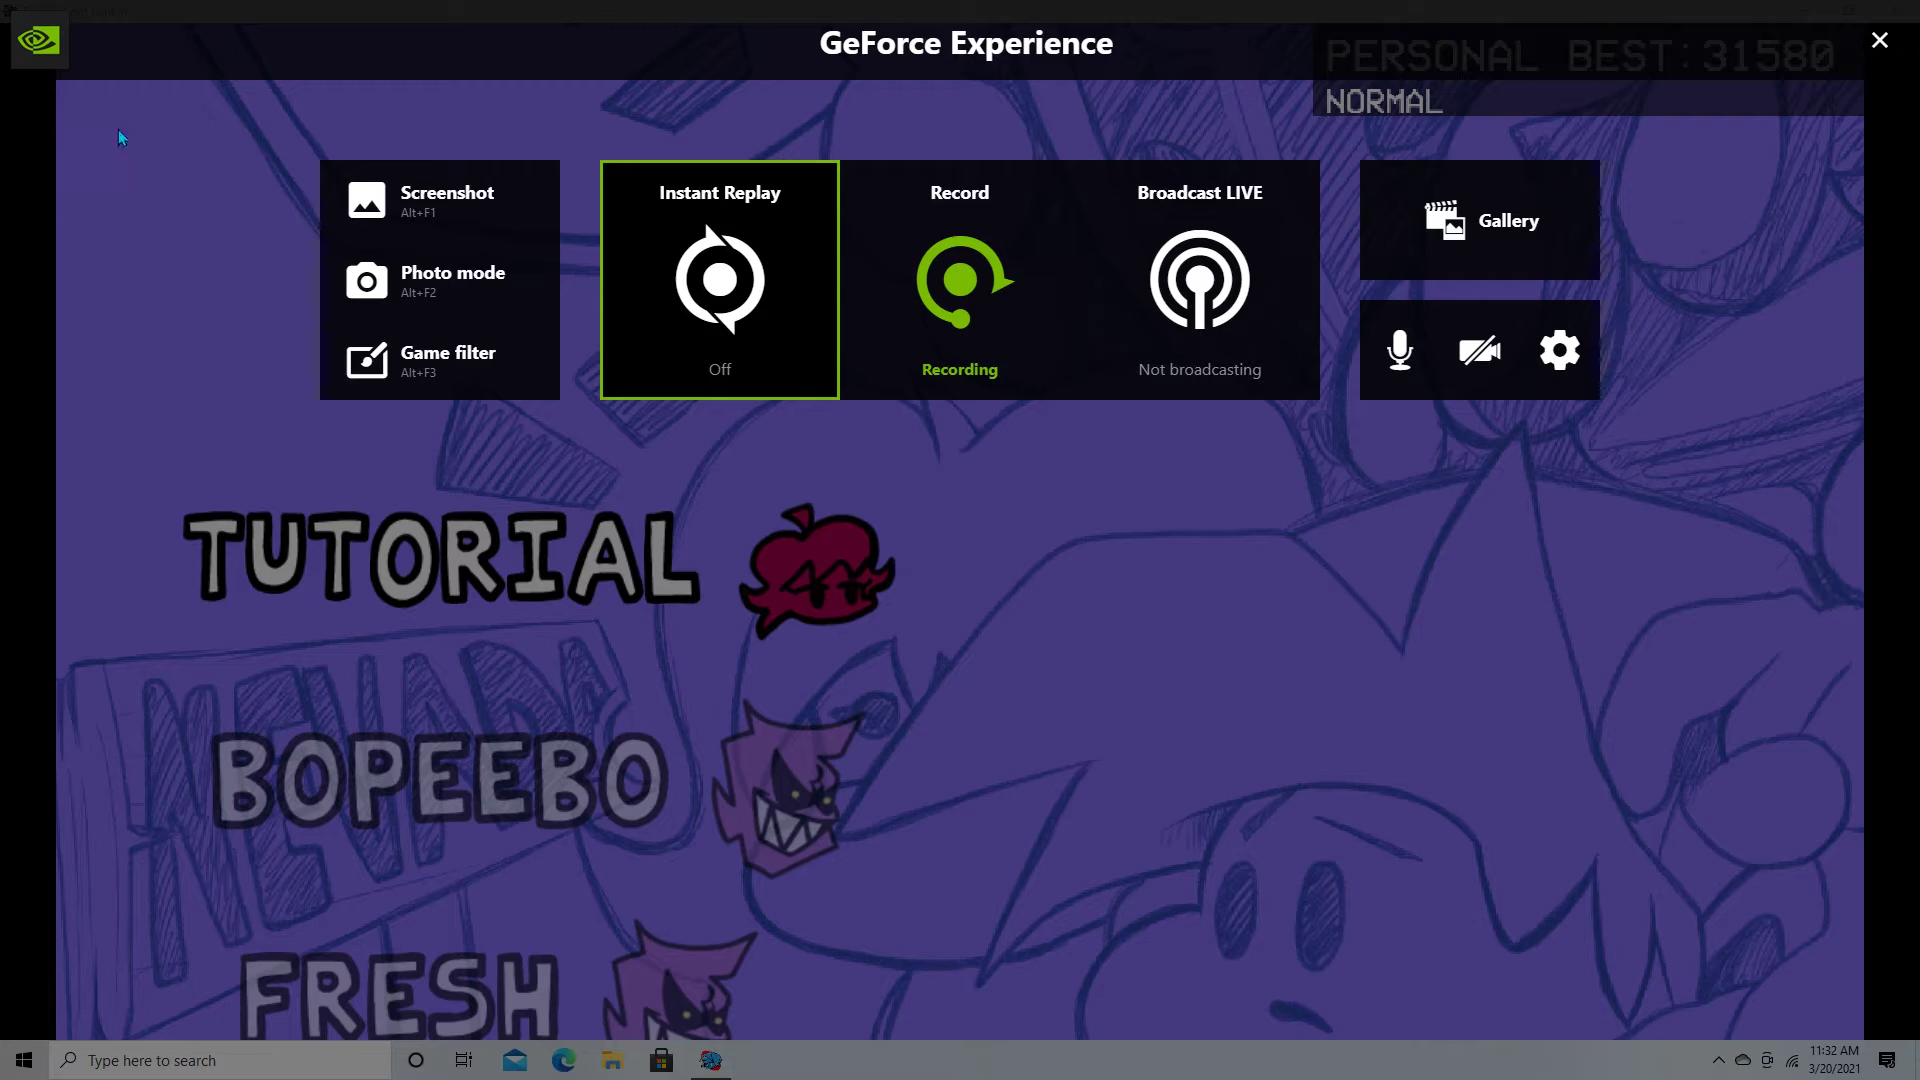 GeForce Experience
PERSONAL BEST:31580
NORMAL
Screenshot
Alt+F1
Photo mode
Alt+F2
Game filter
Alt+F3
Instant Replay
Off
Record
Recording
Broadcast LIVE
Not broadcasting
Gallery
TUTORIAL
NEVADA
BOPEEBO
FRESH
Type here to search
11:32 AM
3/20/2021